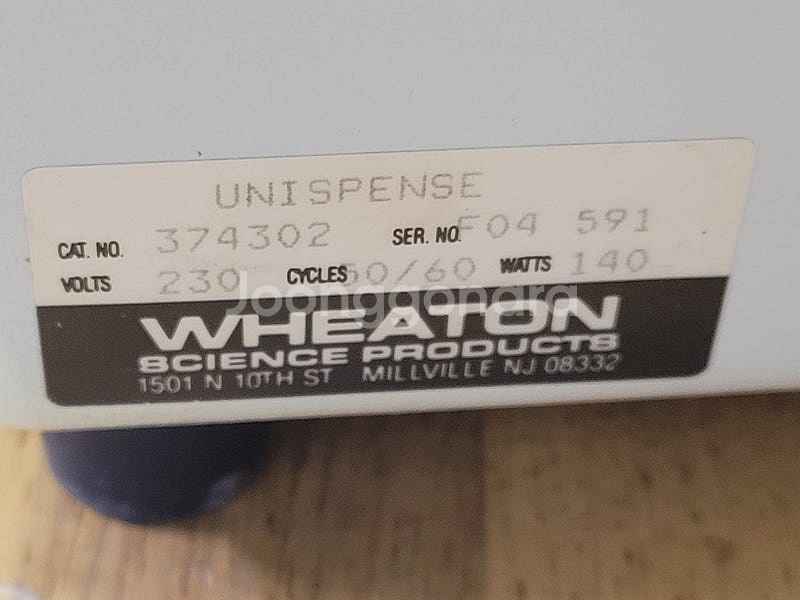 UNISPENSE
CAT. NO. 374302 SER. NO. F04 591
VOLTS 230 CYCLES 50/60 WATTS 140
Joonggonara
WHEATON
SCIENCE PRODUCTS
1501 N 10TH ST MILLVILLE NJ 08332